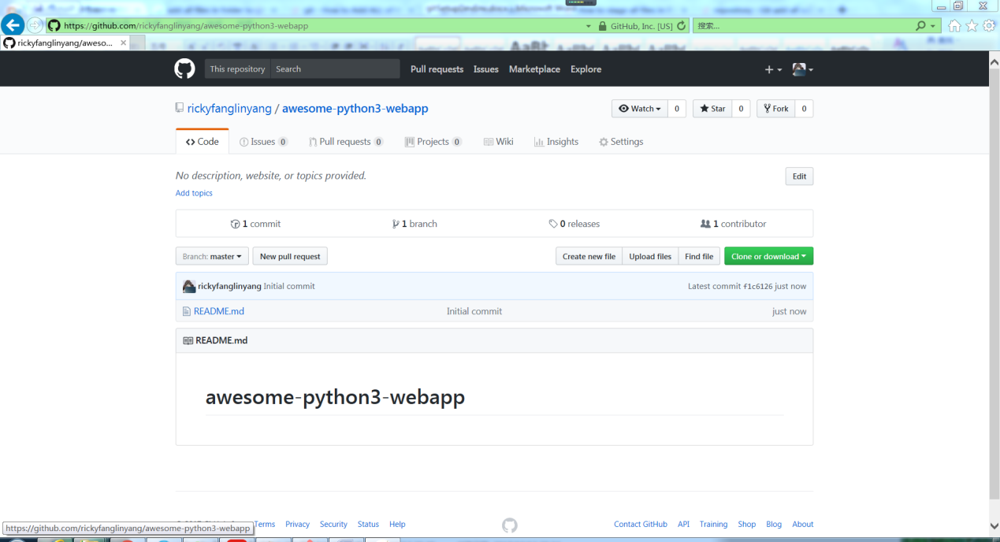 https://github.com/rickyfanglinyang/awesome-python3-webapp
GitHub, Inc. [US]
搜索...
rickyfanglinyang/aweso...
This repository
Search
Pull requests
Issues
Marketplace
Explore
rickyfanglinyang / awesome-python3-webapp
Watch
0
Star
0
Fork
0
Code
Issues 0
Pull requests 0
Projects 0
Wiki
Insights
Settings
No description, website, or topics provided.
Edit
Add topics
1 commit
1 branch
0 releases
1 contributor
Branch: master
New pull request
Create new file
Upload files
Find file
Clone or download
rickyfanglinyang Initial commit
Latest commit f1c6126 just now
README.md
Initial commit
just now
README.md
awesome-python3-webapp
Terms
Privacy
Security
Status
Help
Contact GitHub
API
Training
Shop
Blog
About
https://github.com/rickyfanglinyang/awesome-python3-webapp